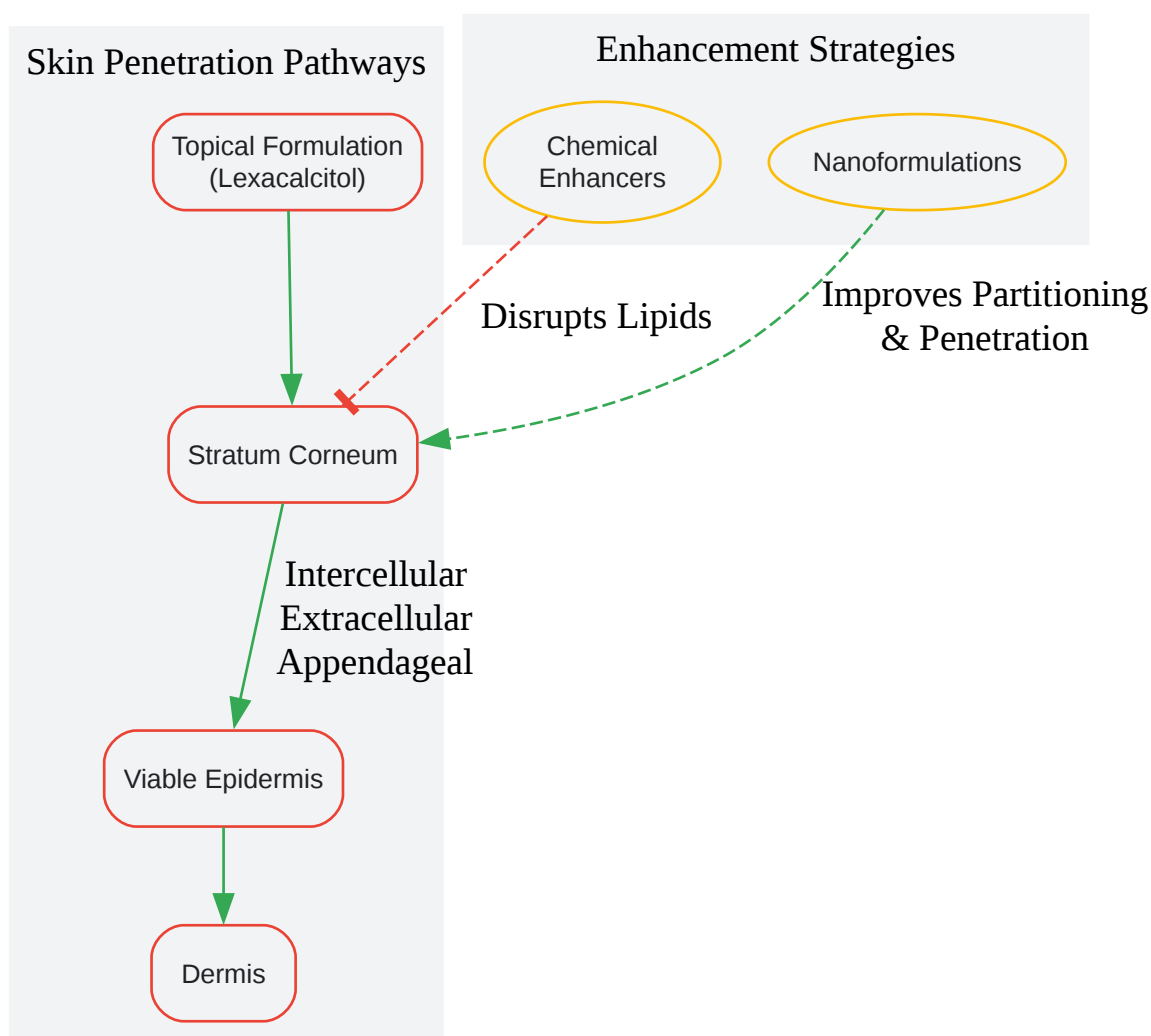 Skin Penetration Pathways
Enhancement Strategies
Topical Formulation
(Lexacalcitol)
Chemical
Enhancers
Nanoformulations
Disrupts Lipids
Improves Partitioning
& Penetration
Stratum Corneum
Intercellular
Extracellular
Appendageal
Viable Epidermis
Dermis